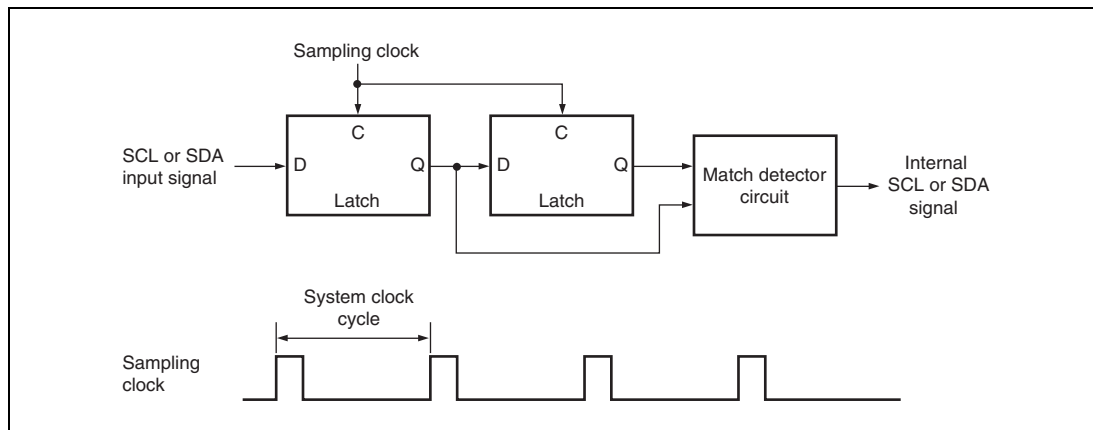 Sampling clock
C
C
SCL or SDA
input signal
D
Q
D
Q
Latch
Latch
Match detector
circuit
Internal
SCL or SDA
signal
System clock
cycle
Sampling
clock